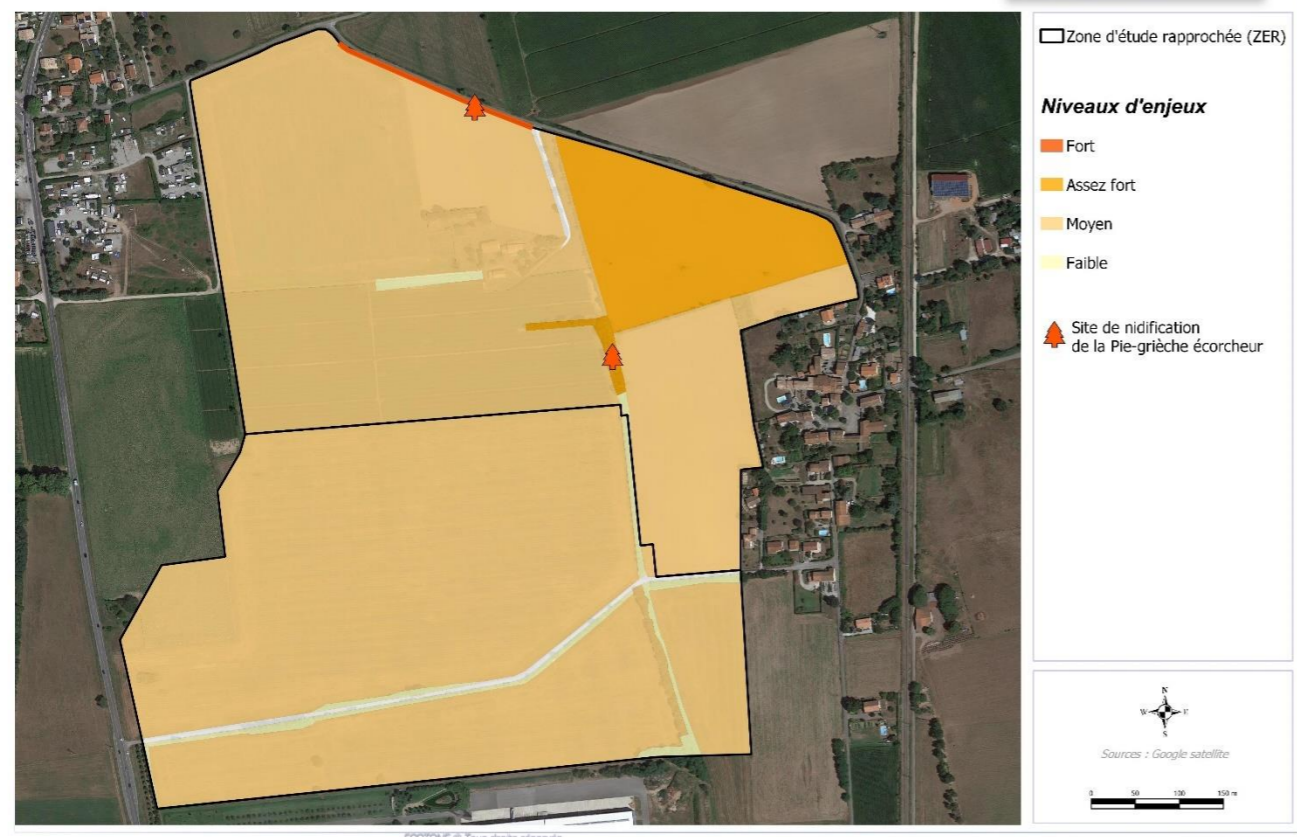 Zone d'étude rapprochée (ZER)
Niveaux d'enjeux
Fort
Assez fort
Moyen
Faible
Site de nidification
de la Pie-grièche écorcheur
N
W E
S
Sources : Google satellite
0 50 100 150 m